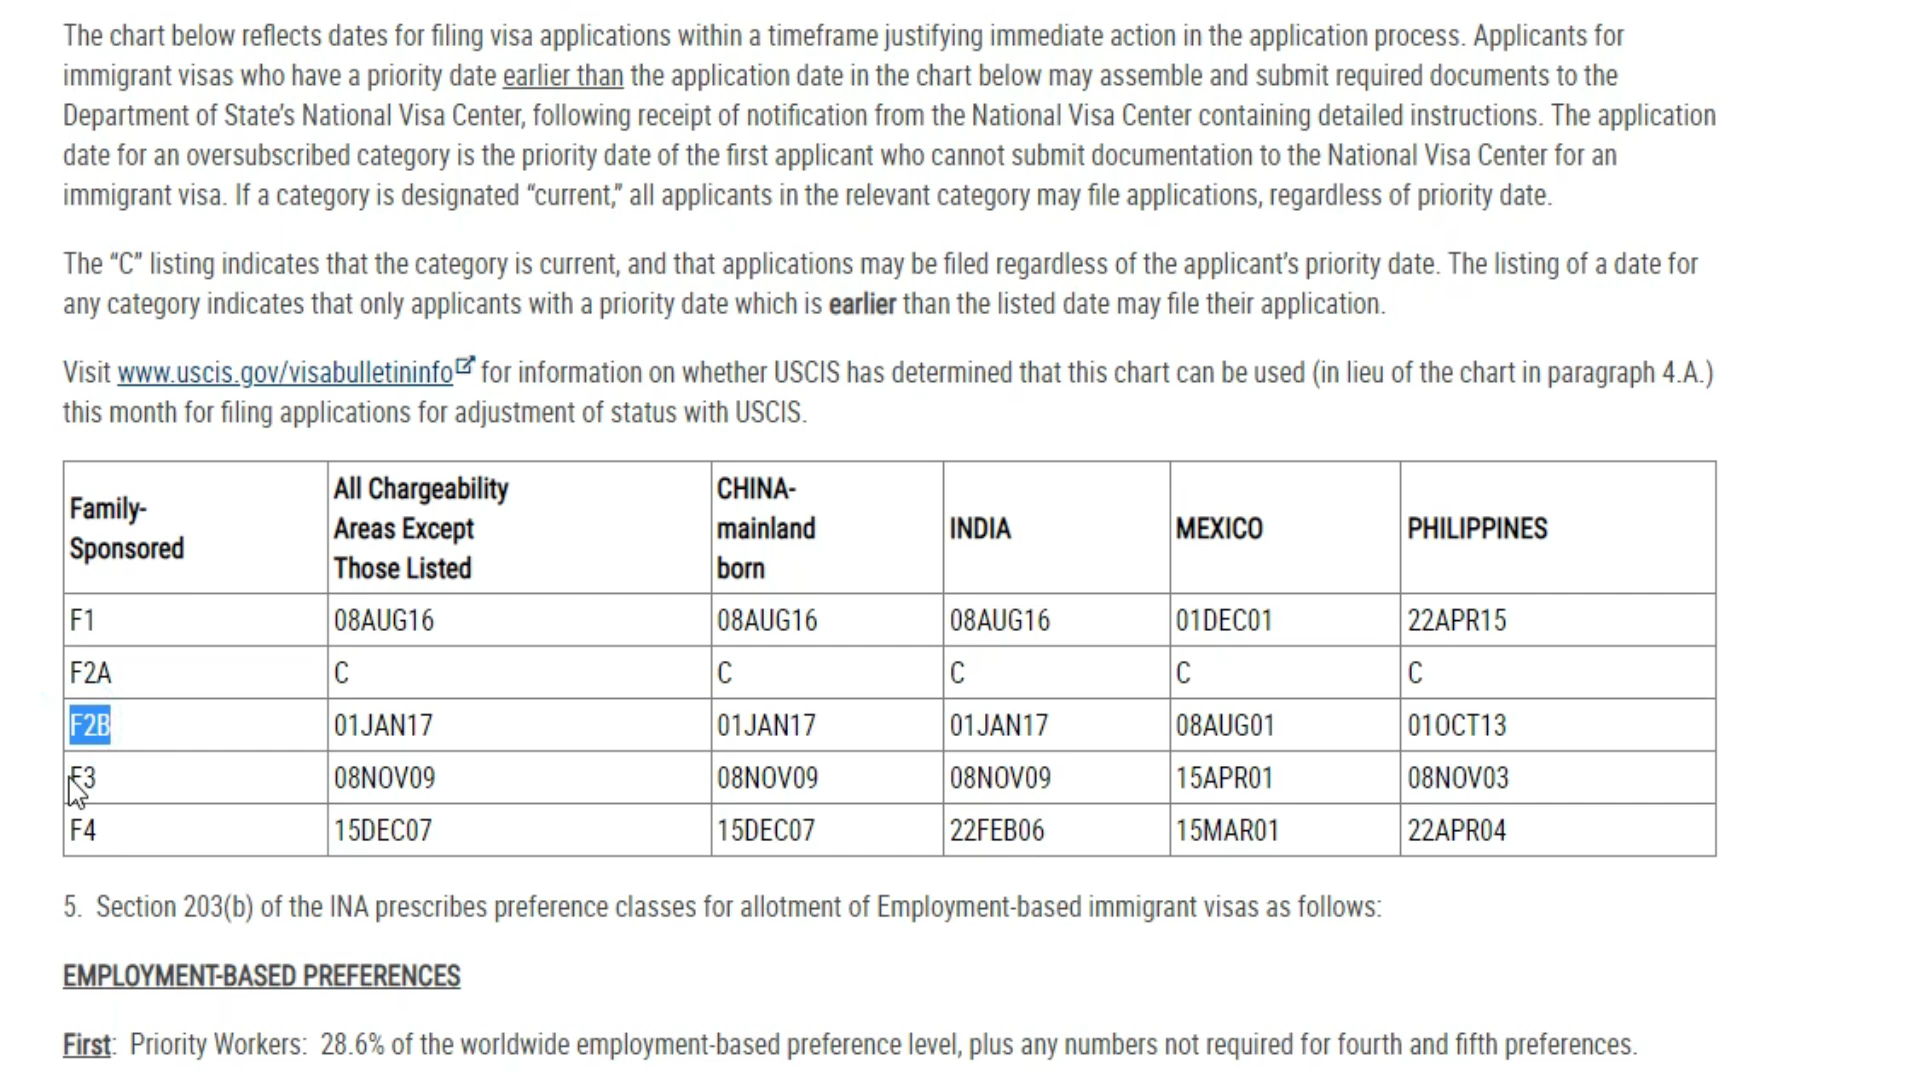 The chart below reflects dates for filing visa applications within a timeframe justifying immediate action in the application process. Applicants for
immigrant visas who have a priority date earlier than the application date in the chart below may assemble and submit required documents to the
Department of State's National Visa Center, following receipt of notification from the National Visa Center containing detailed instructions. The application
date for an oversubscribed category is the priority date of the first applicant who cannot submit documentation to the National Visa Center for an
immigrant visa. If a category is designated “current,” all applicants in the relevant category may file applications, regardless of priority date.
The “C” listing indicates that the category is current, and that applications may be filed regardless of the applicant's priority date. The listing of a date for
any category indicates that only applicants with a priority date which is earlier than the listed date may file their application.
Visit www.uscis.gov/visabulletininfo for information on whether USCIS has determined that this chart can be used (in lieu of the chart in paragraph 4.A.)
this month for filing applications for adjustment of status with USCIS.
Family-
Sponsored
All Chargeability
Areas Except
Those Listed
CHINA-
mainland
born
INDIA
MEXICO
PHILIPPINES
F1 08AUG16 08AUG16 08AUG16 01DEC01 22APR15
F2A C C C C C
F2B 01JAN17 01JAN17 01JAN17 08AUG01 01OCT13
F3 08NOV09 08NOV09 08NOV09 15APR01 08NOV03
F4 15DEC07 15DEC07 22FEB06 15MAR01 22APR04
5. Section 203(b) of the INA prescribes preference classes for allotment of Employment-based immigrant visas as follows:
EMPLOYMENT-BASED PREFERENCES
First: Priority Workers: 28.6% of the worldwide employment-based preference level, plus any numbers not required for fourth and fifth preferences.